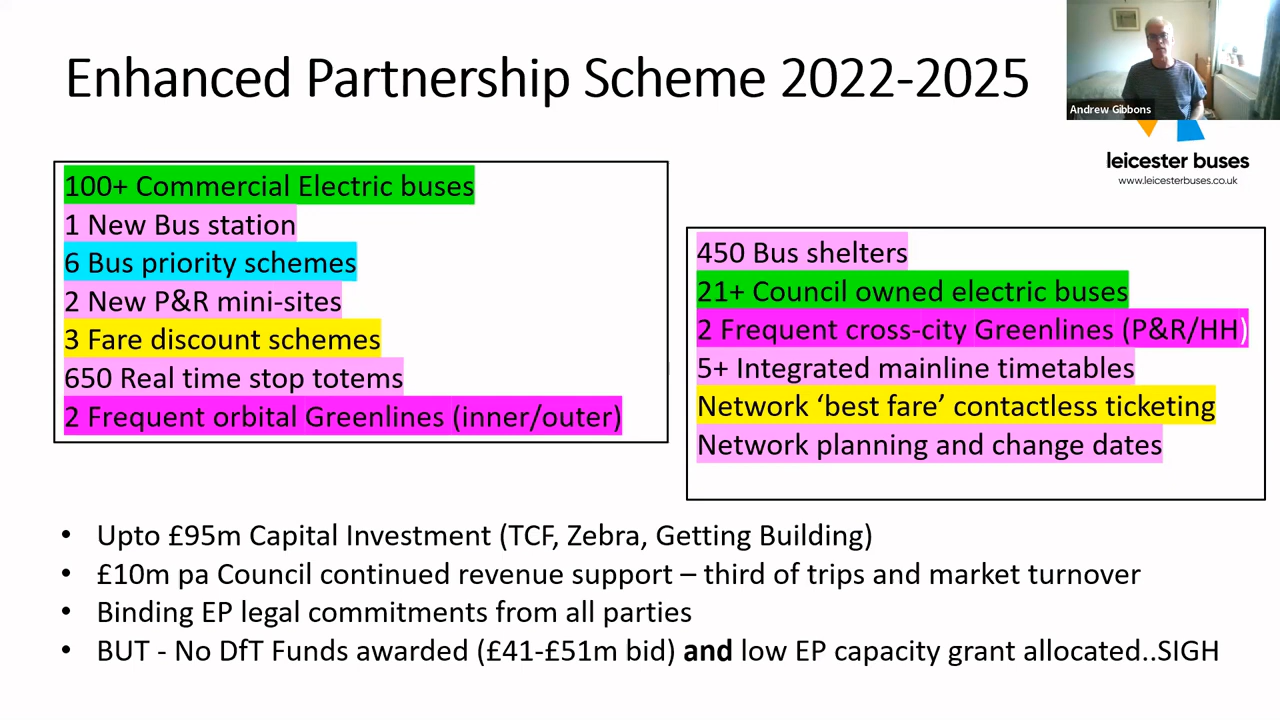 Enhanced Partnership Scheme 2022-2025
Andrew Gibbons
leicester buses
www.leicesterbuses.co.uk
100+ Commercial Electric buses
1 New Bus station
6 Bus priority schemes
2 New P&R mini-sites
3 Fare discount schemes
650 Real time stop totems
2 Frequent orbital Greenlines (inner/outer)
450 Bus shelters
21+ Council owned electric buses
2 Frequent cross-city Greenlines (P&R/HH)
5+ Integrated mainline timetables
Network ‘best fare’ contactless ticketing
Network planning and change dates
• Upto £95m Capital Investment (TCF, Zebra, Getting Building)
• £10m pa Council continued revenue support – third of trips and market turnover
• Binding EP legal commitments from all parties
• BUT - No DfT Funds awarded (£41-£51m bid) and low EP capacity grant allocated..SIGH